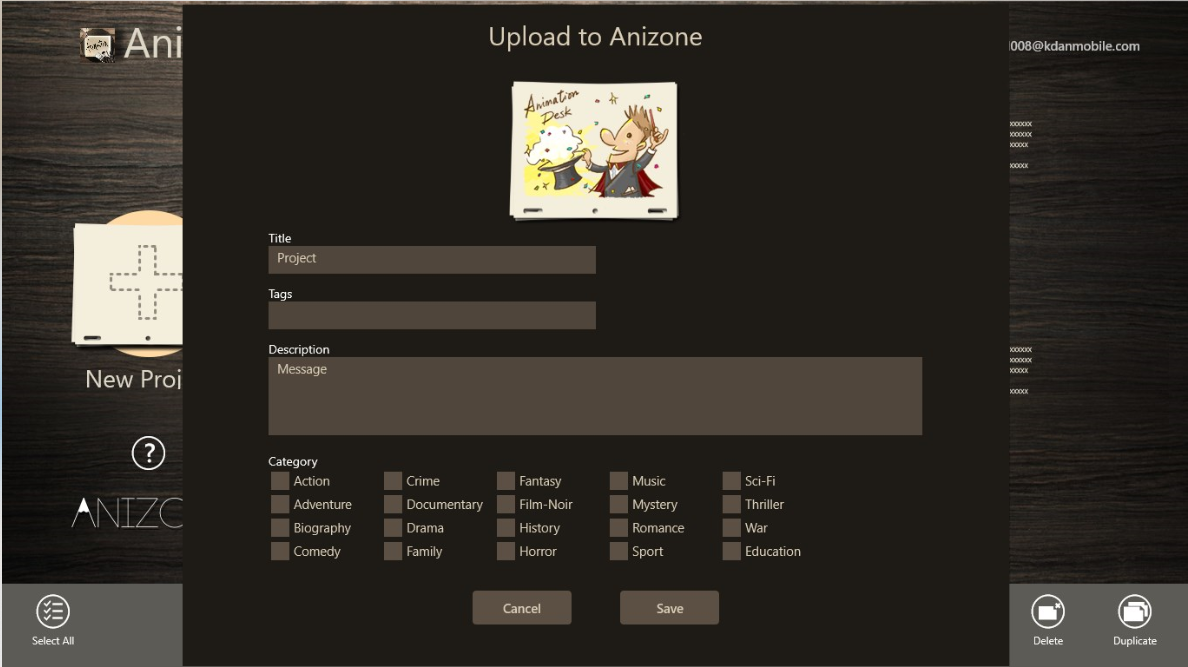 Upload to Anizone
Ani
008@kdanmobile.com
Animation
Desk
xxxxxx
xxxxxx
xxxxx
xxxxx
Title
Project
Tags
Description
Message
New Proj
xxxxxx
xxxxxx
xxxxx
xxxxx
?
ANIZO
Category
Action Crime Fantasy Music Sci-Fi
Adventure Documentary Film-Noir Mystery Thriller
Biography Drama History Romance War
Comedy Family Horror Sport Education
Cancel Save
Select All Delete Duplicate